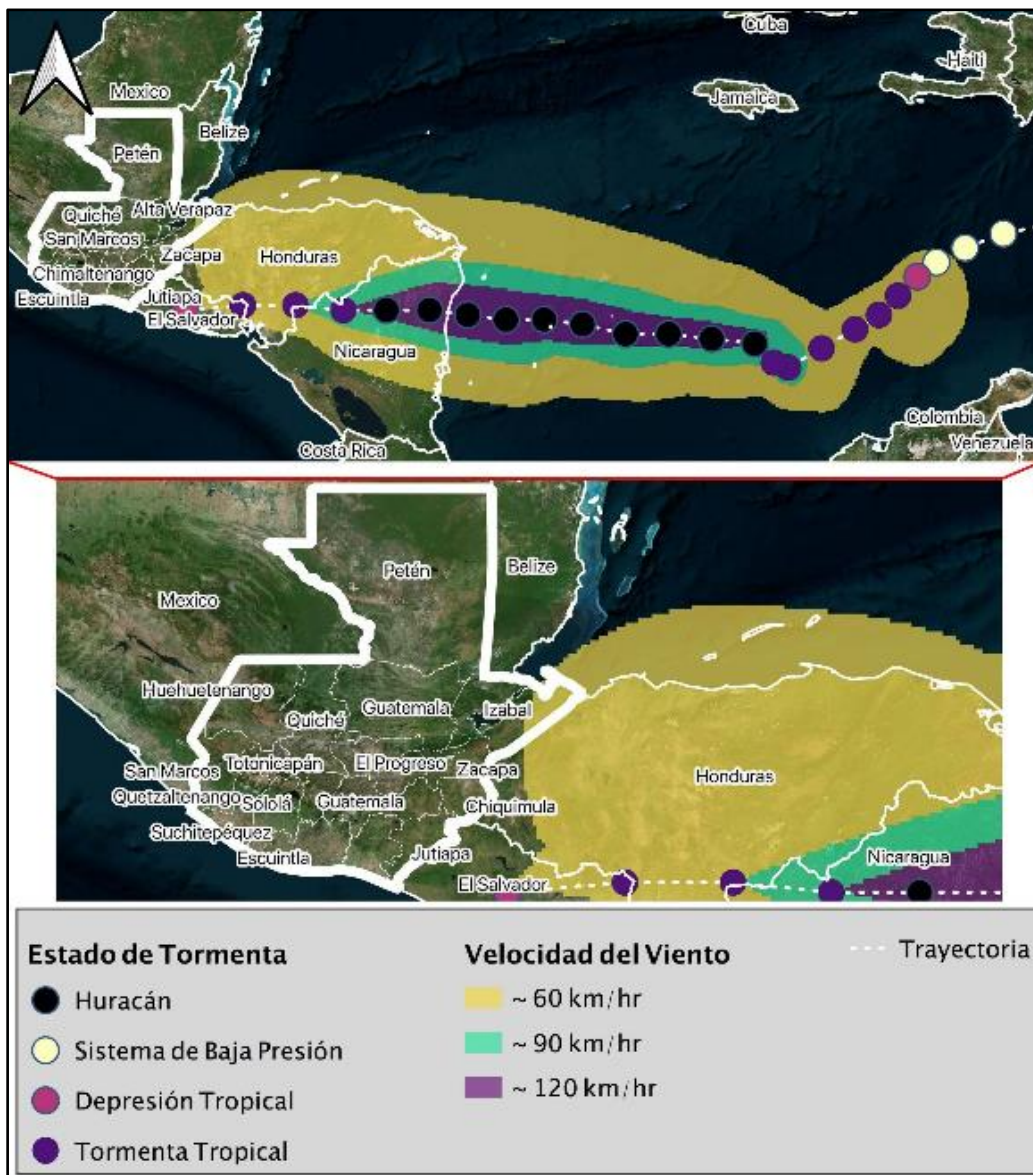 Cuba
Haiti
Jamaica
Mexico
Belize
Petén
Quiché
Alta Verapaz
San Marcos
Zacapa
Honduras
Chimaltenango
Escuintla
Jutiapa
El Salvador
Nicaragua
Costa Rica
Colombia
Venezuela
Petén
Belize
Mexico
Huehuetenango
Quiché
Guatemala
Izabal
San Marcos
Totonicapán
El Progreso
Zacapa
Honduras
Quetzaltenango
Sololá
Guatemala
Chiquimula
Suchitepéquez
Escuintla
Jutiapa
Nicaragua
El Salvador
Estado de Tormenta
Huracán
Sistema de Baja Presión
Depresión Tropical
Tormenta Tropical
Velocidad del Viento
~ 60 km/hr
~ 90 km/hr
~ 120 km/hr
Trayectoria